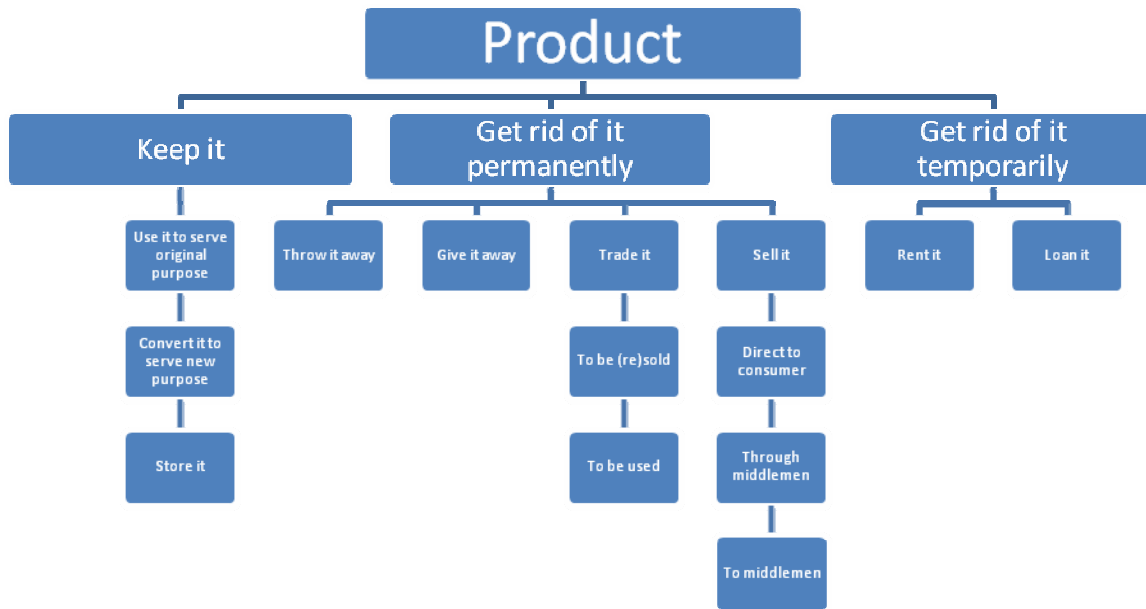 Product
Keep it
Get rid of it
permanently
Get rid of it
temporarily
Use it to serve
original
purpose
Throw it away
Give it away
Trade it
Sell it
Rent it
Loan it
Convert it to
serve new
purpose
To be (re)sold
Direct to
consumer
Store it
To be used
Through
middlemen
To middlemen